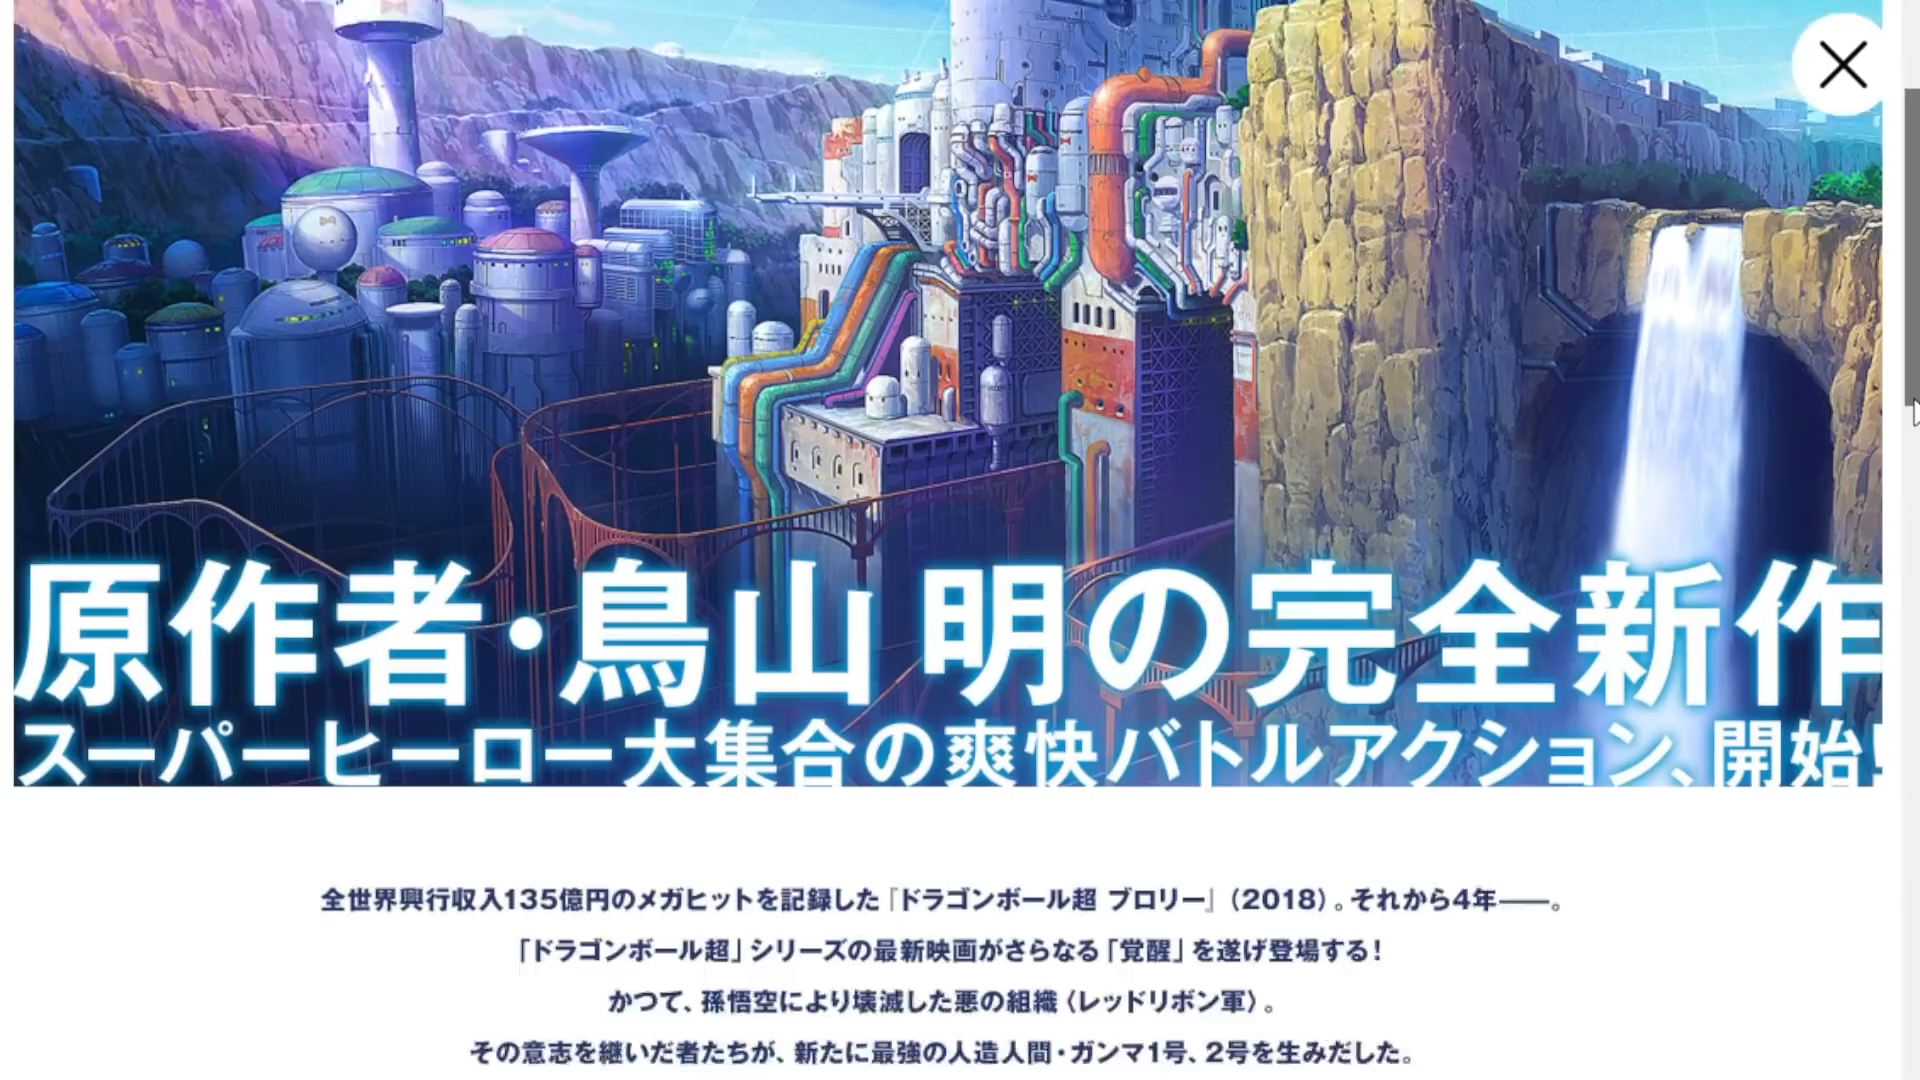 原作者・鳥山 明の完全新作
スーパーヒーロー大集合の爽快バトルアクション、開始!
全世界興行収入135億円のメガヒットを記録した『ドラゴンボール超 ブロリー』(2018)。それから4年――。
「ドラゴンボール超」シリーズの最新映画がさらなる「覚醒」を遂げ登場する!
かつて、孫悟空により壊滅した悪の組織〈レッドリボン軍〉。
その意志を継いだ者たちが、新たに最強の人造人間・ガンマ1号、2号を生みだした。